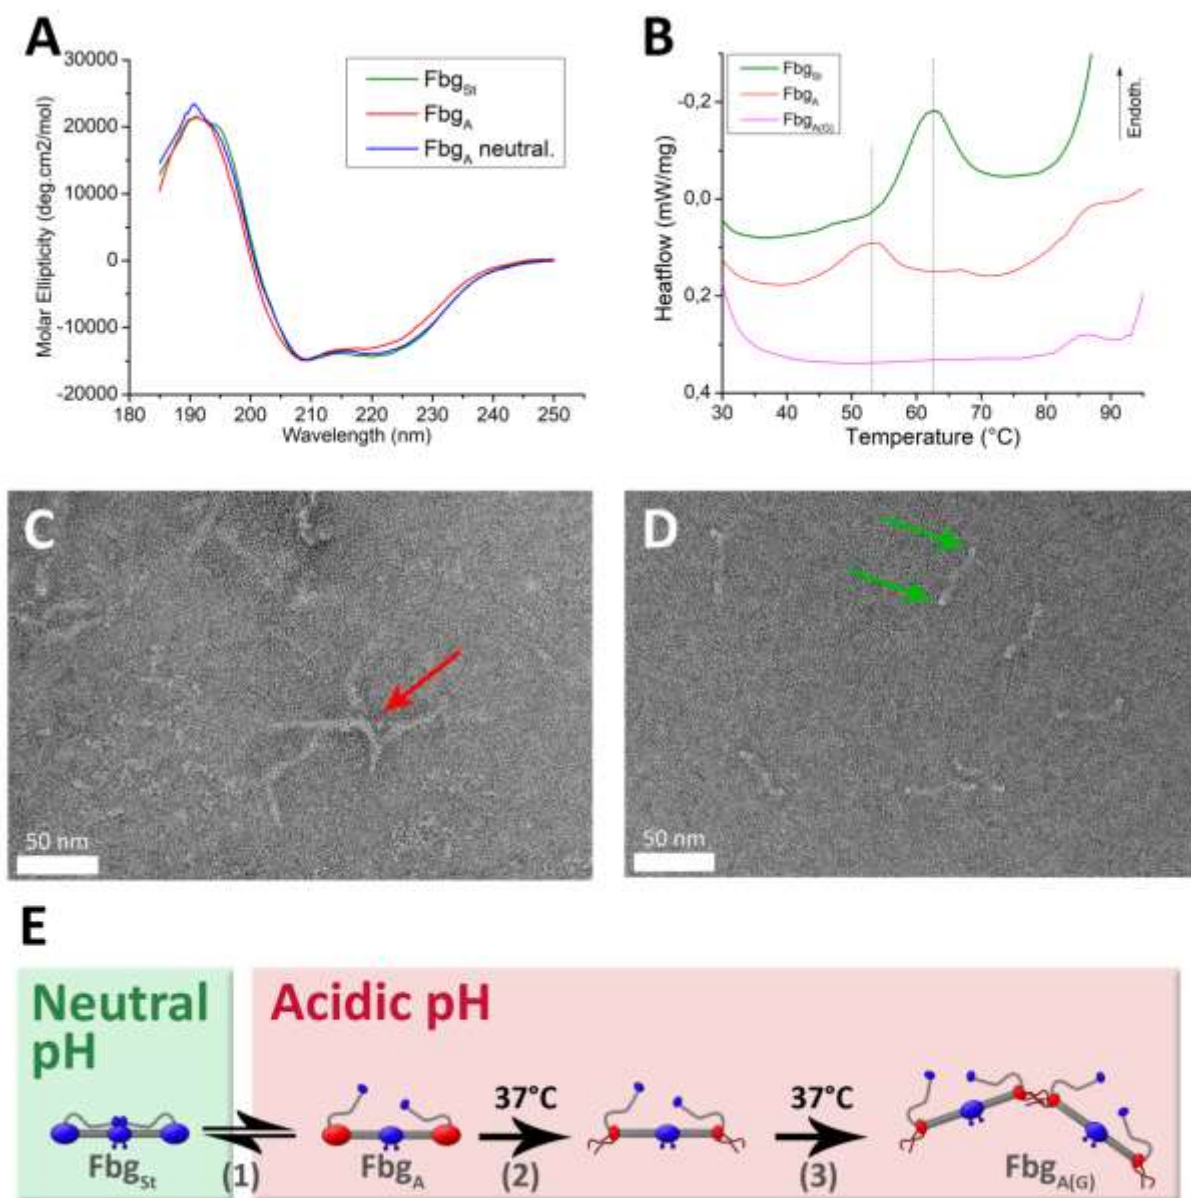 A
30000
20000
10000
0
-10000
-20000
180 190 200 210 220 230 240 250
Molar Ellipticity (deg.cm2/mol)
Wavelength (nm)
FbgSt
FbgA
FbgA neutral.
B
-0,2
0,0
0,2
0,4
30 40 50 60 70 80 90
Heatflow (mW/mg)
Temperature (°C)
FbgSt
FbgA
FbgA(G)
Endoth.
C
50 nm
D
50 nm
E
Neutral
pH
Acidic pH
37°C
37°C
FbgSt
(1)
FbgA
(2)
(3)
FbgA(G)